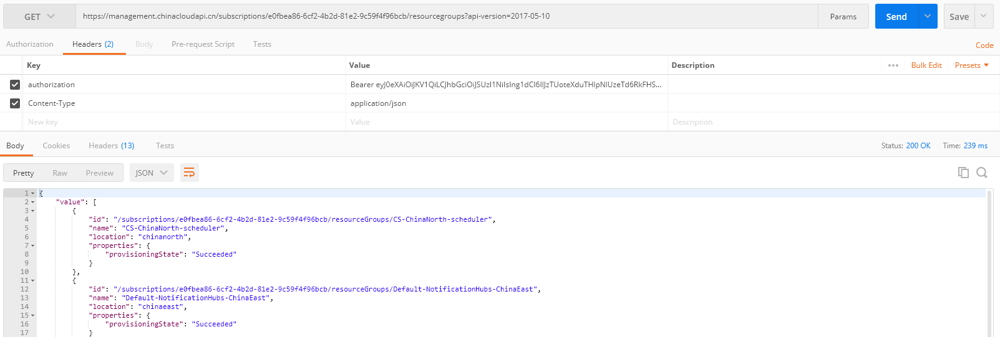 GET https://management.chinacloudapi.cn/subscriptions/e0fbea86-6cf2-4b2d-81e2-9c59f4f96bcb/resourcegroups?api-version=2017-05-10 Params Send Save
Authorization Headers (2) Body Pre-request Script Tests Code
Key Value Description ••• Bulk Edit Presets
authorization Bearer eyJ0eXAiOiJKV1QiLCJhbGciOiJSUzI1NiIsIng1dCI6IlJzTUoteXduTHlpNlUzeTd6RkFHS...
Content-Type application/json
New key Value Description
Body Cookies Headers (13) Tests Status: 200 OK Time: 239 ms
Pretty Raw Preview JSON
1 {
2 "value": [
3 {
4 "id": "/subscriptions/e0fbea86-6cf2-4b2d-81e2-9c59f4f96bcb/resourceGroups/CS-ChinaNorth-scheduler",
5 "name": "CS-ChinaNorth-scheduler",
6 "location": "chinanorth",
7 "properties": {
8 "provisioningState": "Succeeded"
9 }
10 },
11 {
12 "id": "/subscriptions/e0fbea86-6cf2-4b2d-81e2-9c59f4f96bcb/resourceGroups/Default-NotificationHubs-ChinaEast",
13 "name": "Default-NotificationHubs-ChinaEast",
14 "location": "chinaeast",
15 "properties": {
16 "provisioningState": "Succeeded"
17 }